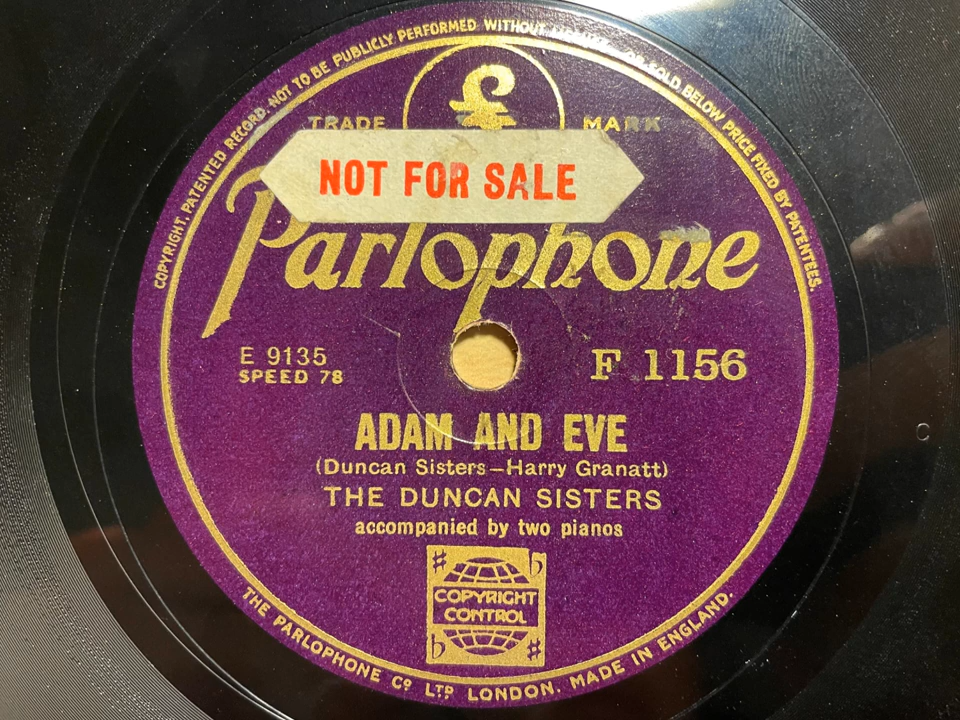 COPYRIGHT. PATENTED RECORD. NOT TO BE PUBLICLY PERFORMED WITHOUT OR SOLD BELOW PRICE FIXED BY PATENTEES.
£
TRADE MARK
NOT FOR SALE
Parlophone
E 9135
SPEED 78
F 1156
ADAM AND EVE
(Duncan Sisters-Harry Granatt)
THE DUNCAN SISTERS
accompanied by two pianos
♯ ♭
COPYRIGHT
CONTROL
♭ ♯
THE PARLOPHONE Cº LTD LONDON. MADE IN ENGLAND.